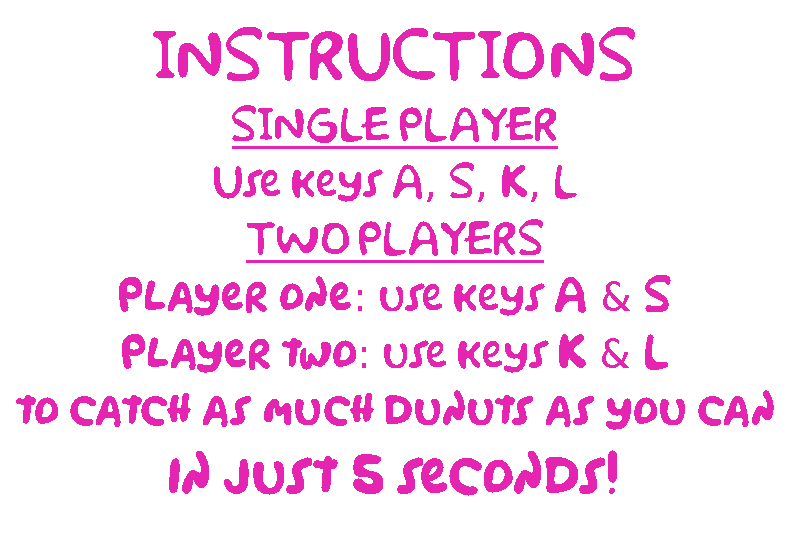 INSTRUCTIONS
SINGLE PLAYER
Use keys A, S, K, L
TWO PLAYERS
PLAYER ONE: use keys A & S
PLAYER TWO: use keys K & L
TO CATCH AS MUCH DUNUTS AS YOU CAN
IN JUST 5 SECONDS!